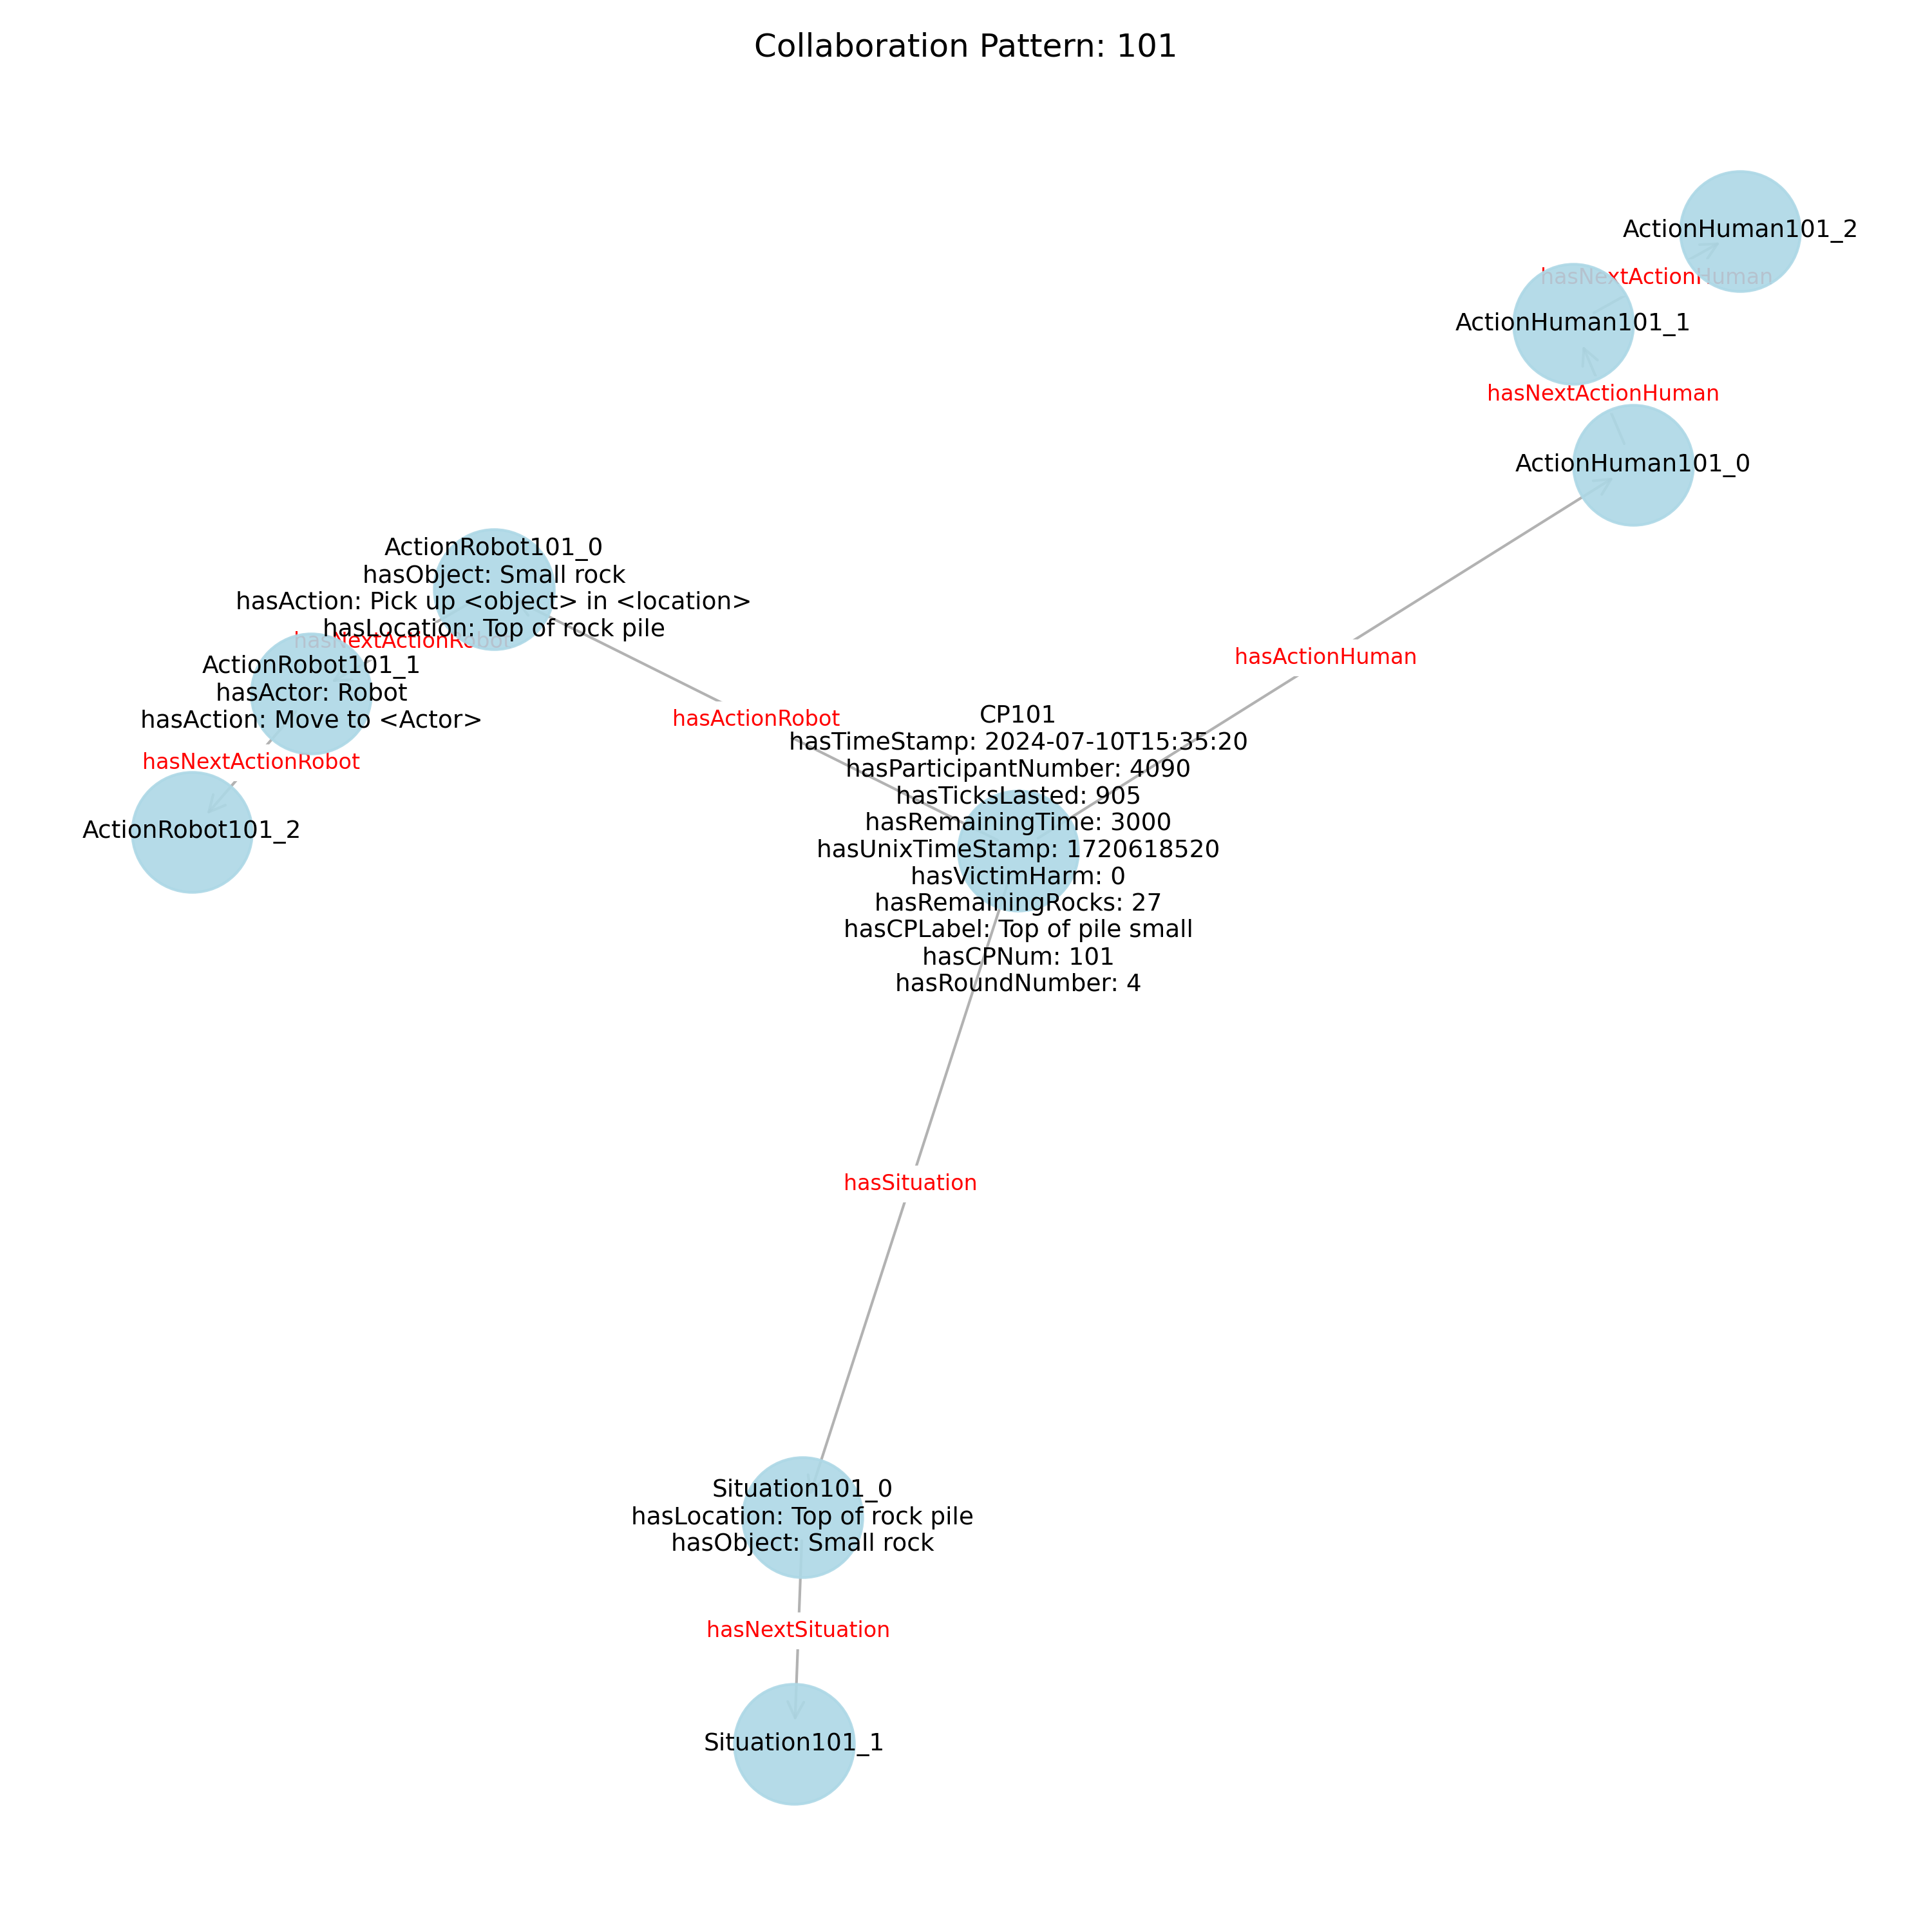 Collaboration Pattern: 101
ActionHuman101_2
hasNextActionHuman
ActionHuman101_1
hasNextActionHuman
ActionHuman101_0
hasActionHuman
ActionRobot101_0
hasObject: Small rock
hasAction: Pick up <object> in <location>
hasLocation: Top of rock pile
hasNextActionRobot
ActionRobot101_1
hasActor: Robot
hasAction: Move to <Actor>
hasNextActionRobot
ActionRobot101_2
hasActionRobot
CP101
hasTimeStamp: 2024-07-10T15:35:20
hasParticipantNumber: 4090
hasTicksLasted: 905
hasRemainingTime: 3000
hasUnixTimeStamp: 1720618520
hasVictimHarm: 0
hasRemainingRocks: 27
hasCPLabel: Top of pile small
hasCPNum: 101
hasRoundNumber: 4
hasSituation
Situation101_0
hasLocation: Top of rock pile
hasObject: Small rock
hasNextSituation
Situation101_1